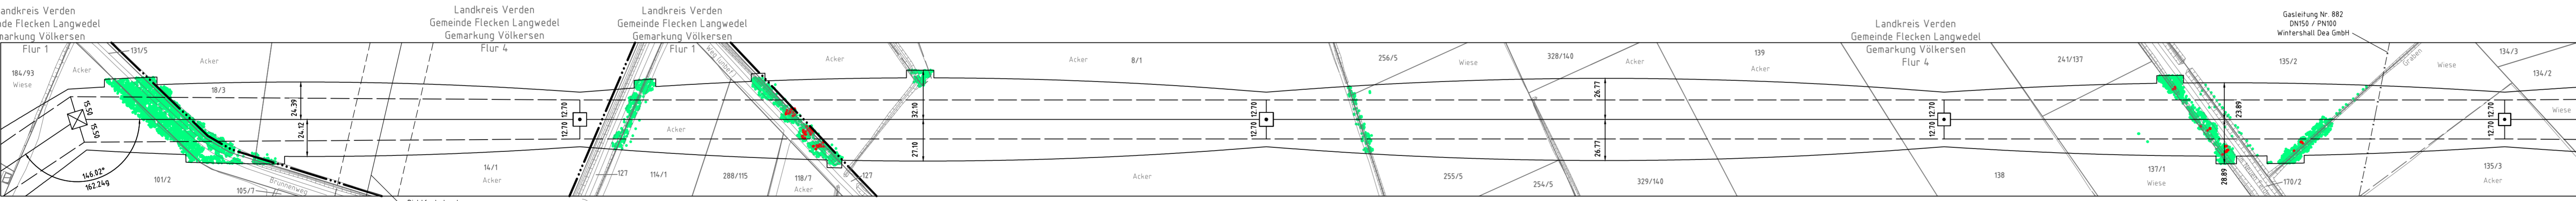 andkreis Verden
de Flecken Langwedel
markung Völkersen
Flur 1
Landkreis Verden
Gemeinde Flecken Langwedel
Gemarkung Völkersen
Flur 4
Landkreis Verden
Gemeinde Flecken Langwedel
Gemarkung Völkersen
Flur 1
Landkreis Verden
Gemeinde Flecken Langwedel
Gemarkung Völkersen
Flur 4
Gasleitung Nr. 882
DN150 / PN100
Wintershall Dea GmbH
184/93
Wiese
Acker
131/5
Acker
18/3
15.50
15.50
146.02°
162.24g
24.39
24.12
101/2
105/7
Brunnenweg
14/1
Acker
12.70
12.70
127
114/1
Acker
288/115
118/7
Acker
127
Acker
32.10
27.10
Acker
8/1
Acker
12.70
12.70
256/5
Wiese
255/5
254/5
328/140
Acker
26.77
26.77
329/140
139
Acker
138
12.70
12.70
241/137
137/1
Wiese
23.89
28.89
135/2
170/2
Graben
Wiese
134/3
134/2
Wiese
12.70
12.70
135/3
Acker